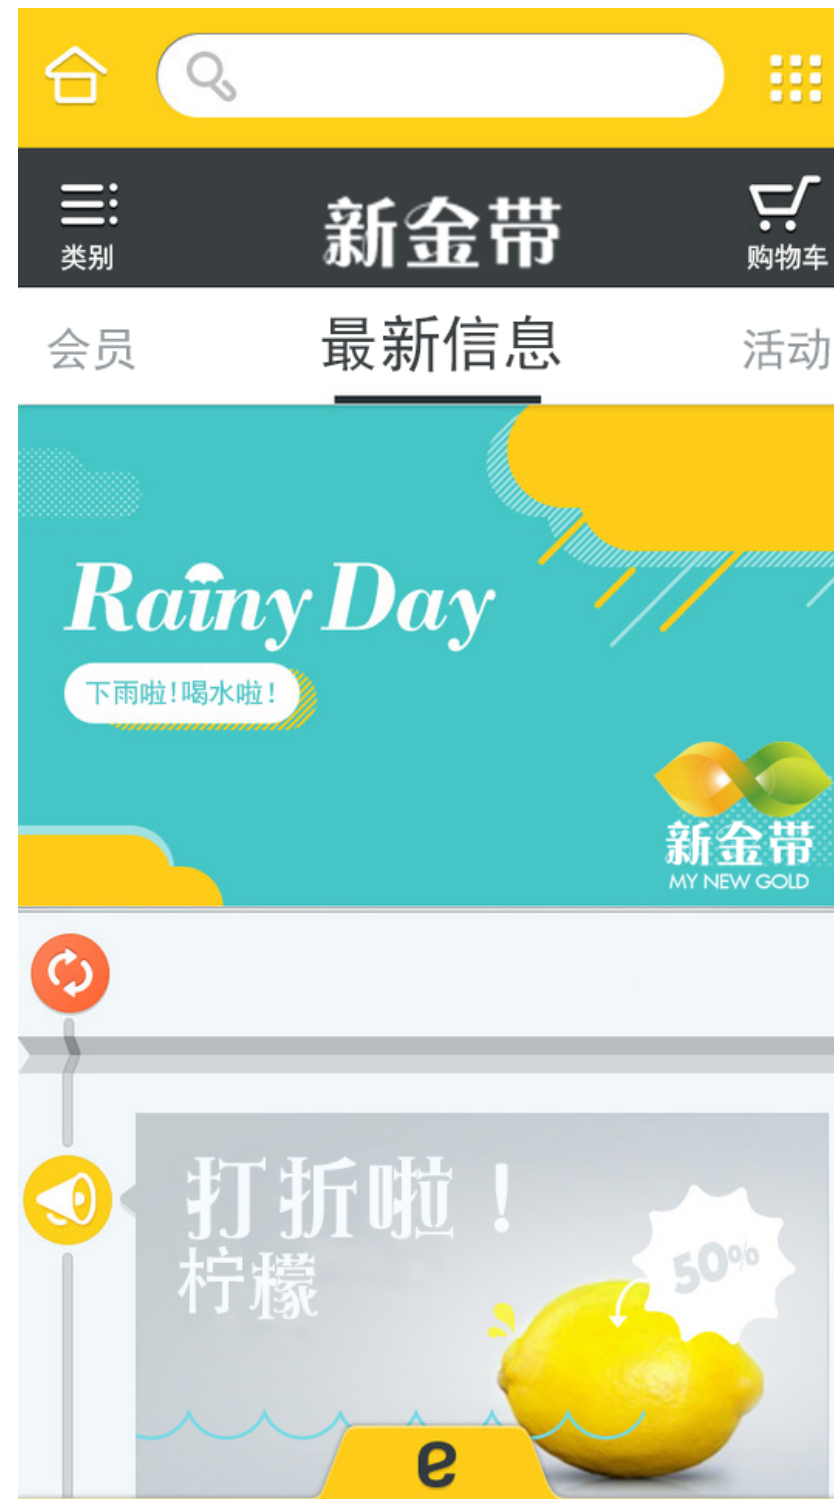 类别
新金带
购物车
会员
最新信息
活动
Rainy Day
下雨啦!喝水啦!
新金带
MY NEW GOLD
打折啦!
柠檬
50%
e